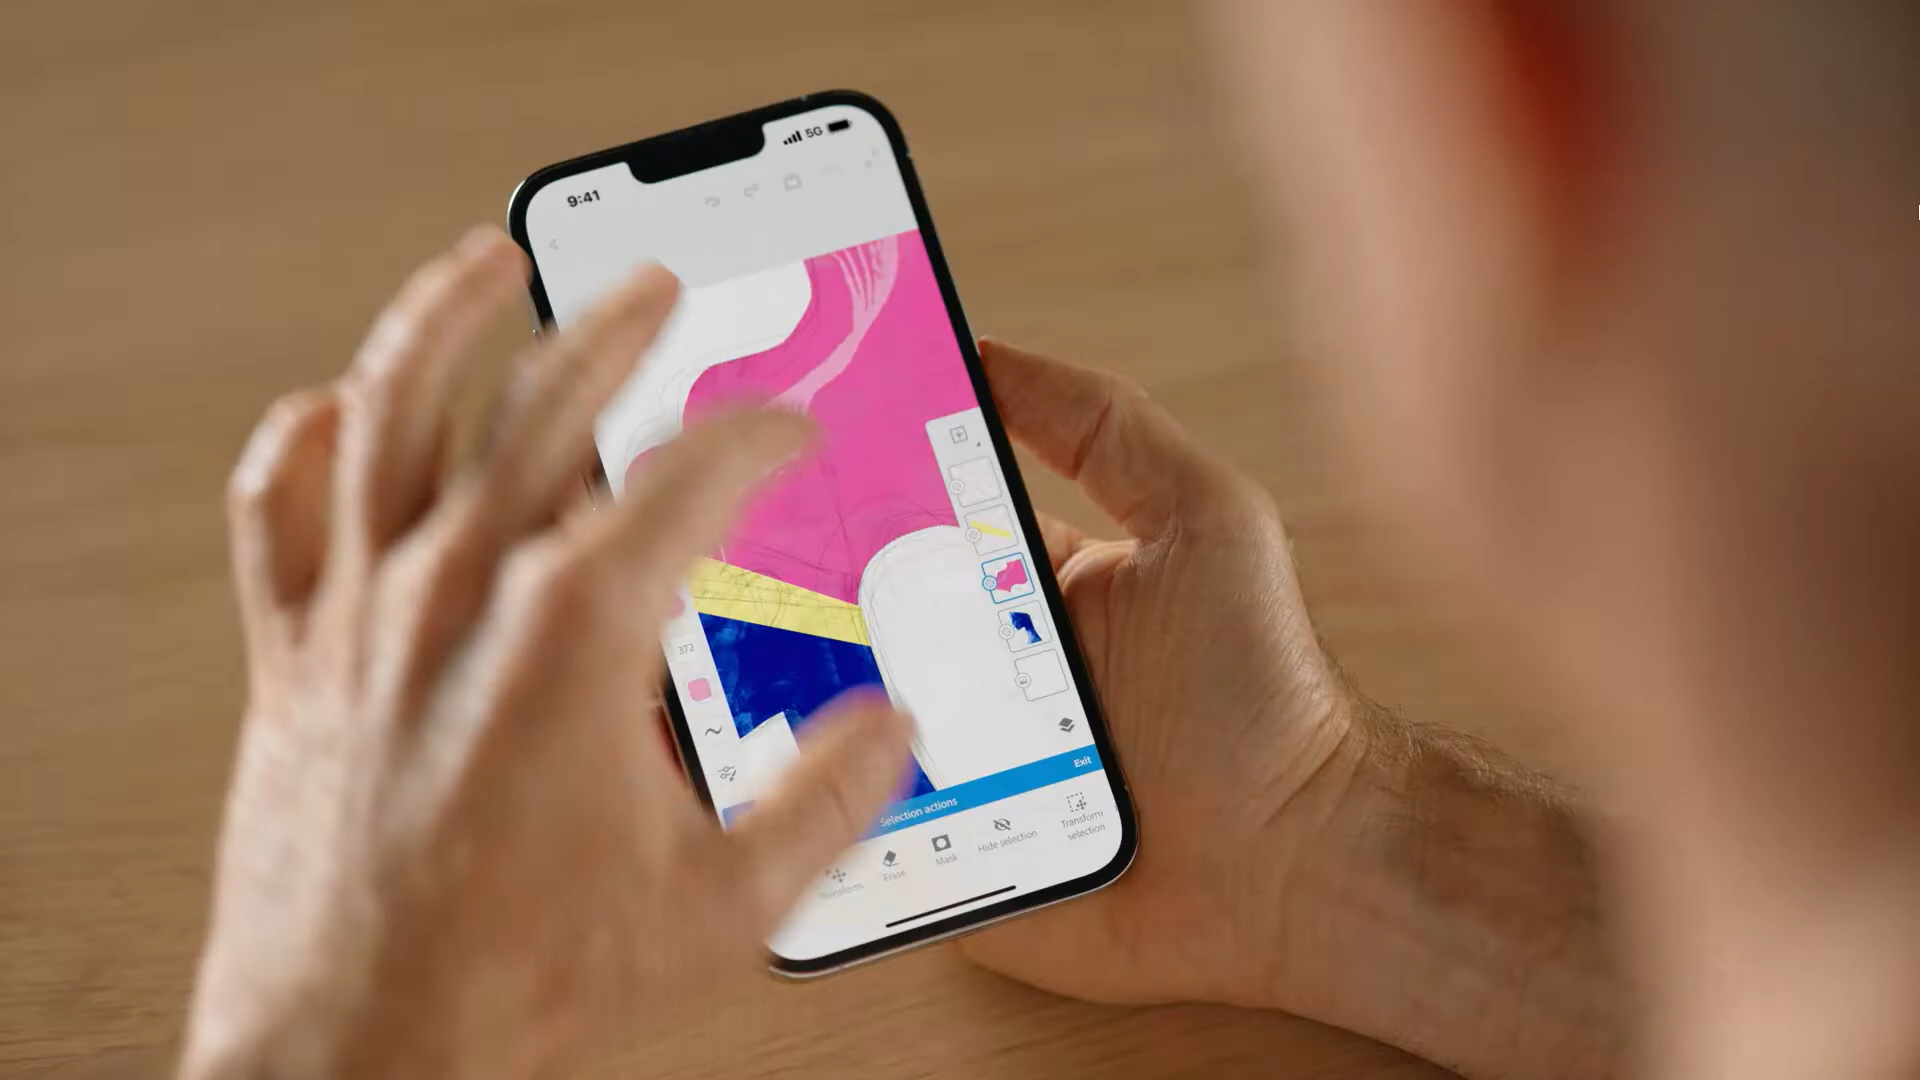 9:41
5G
372
Exit
Selection actions
Transform
selection
Hide selection
Mask
Erase